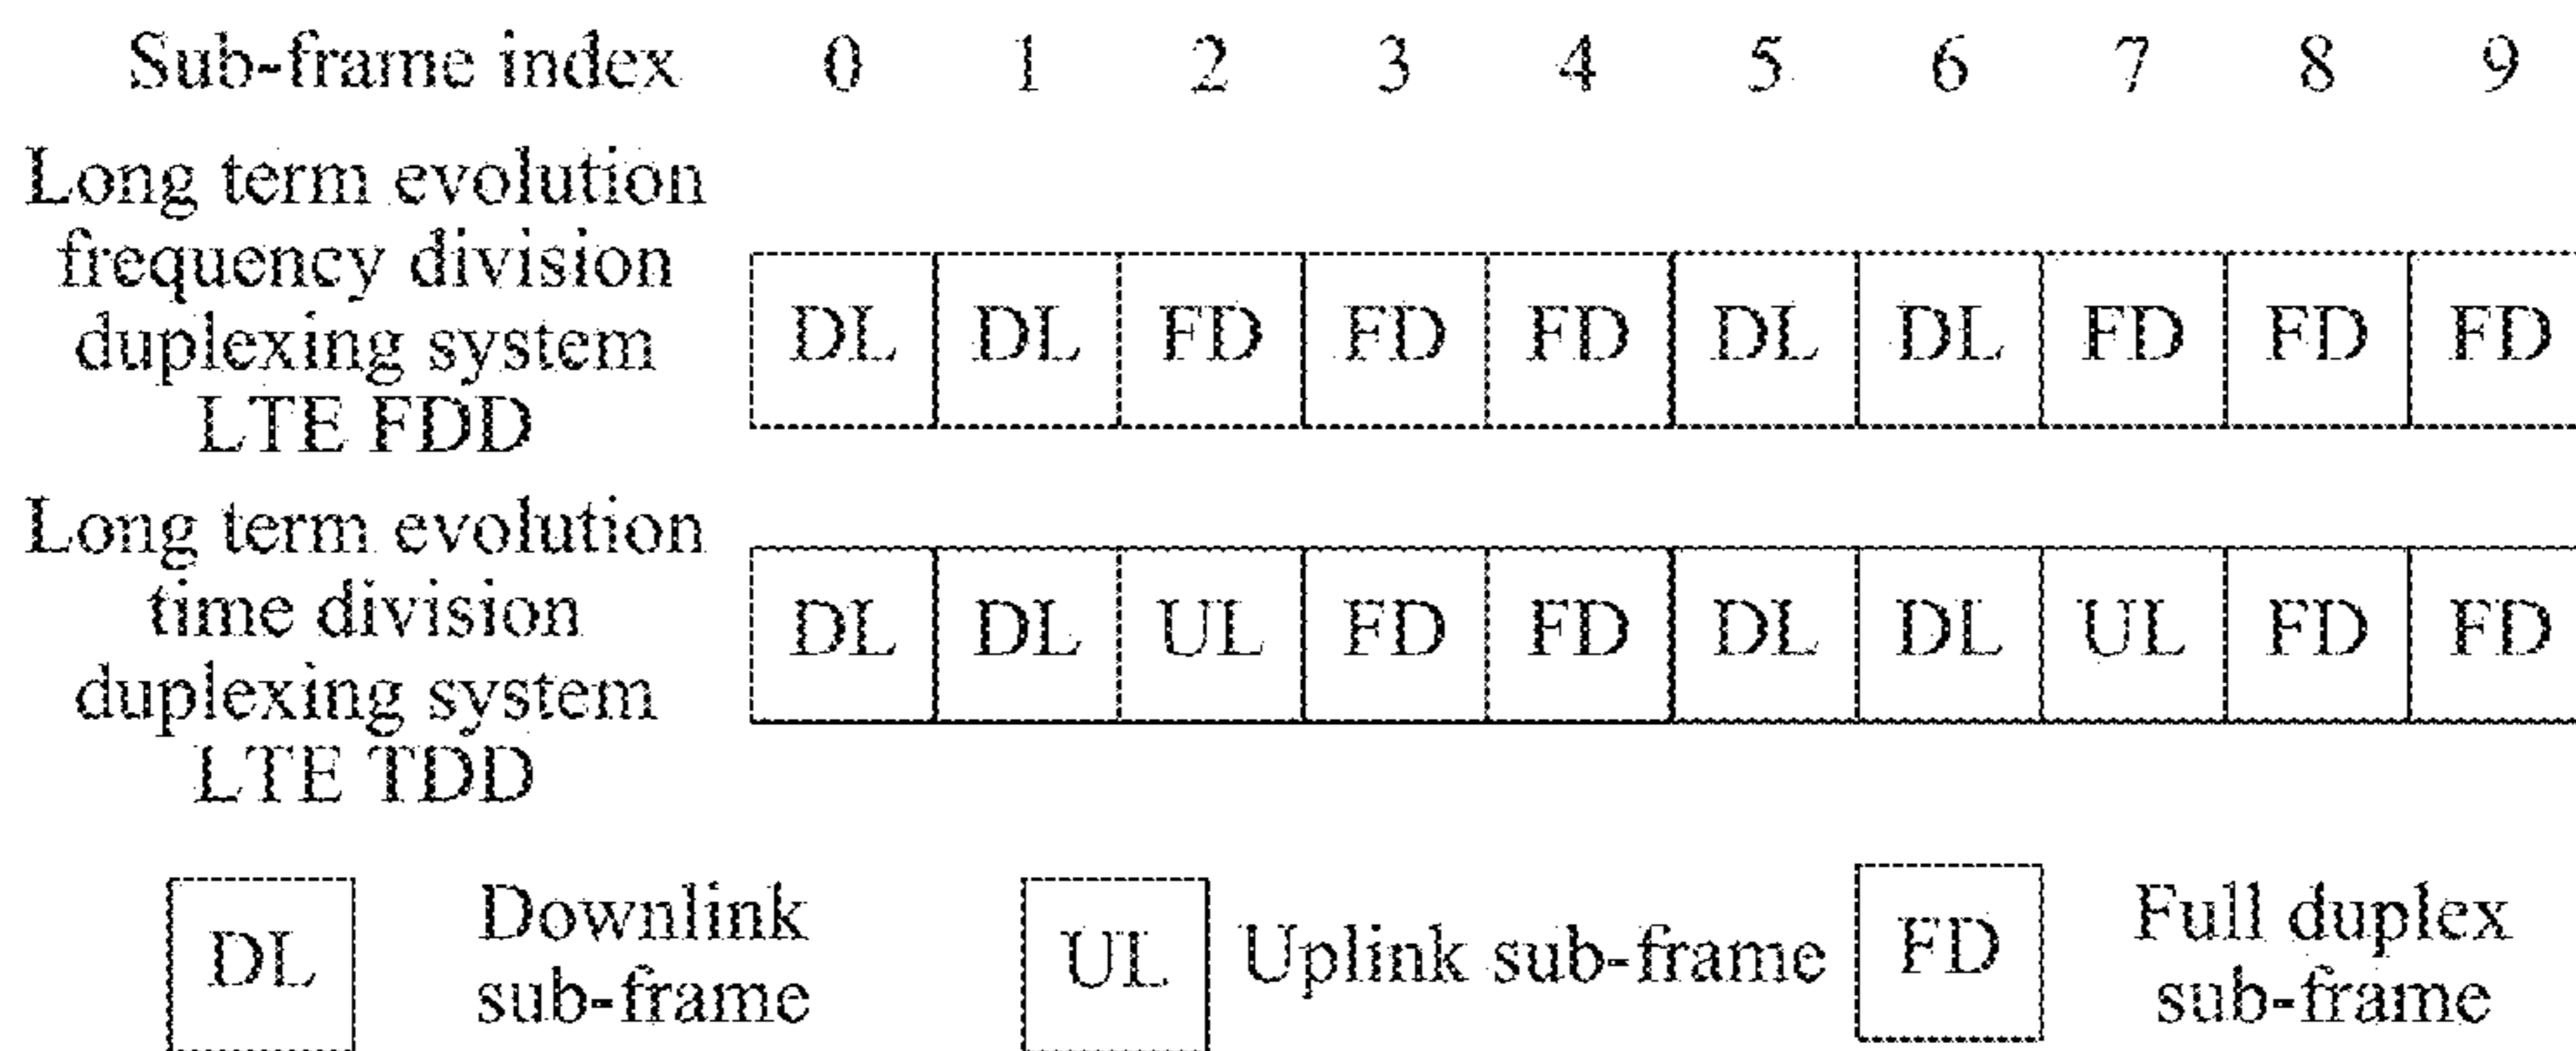 Sub-frame index 0 1 2 3 4 5 6 7 8 9
Long term evolution
frequency division
duplexing system
LTE FDD
DL DL FD FD FD DL DL FD FD FD
Long term evolution
time division
duplexing system
LTE TDD
DL DL UL FD FD DL DL UL FD FD
DL
Downlink
sub-frame
UL
Uplink sub-frame
FD
Full duplex
sub-frame